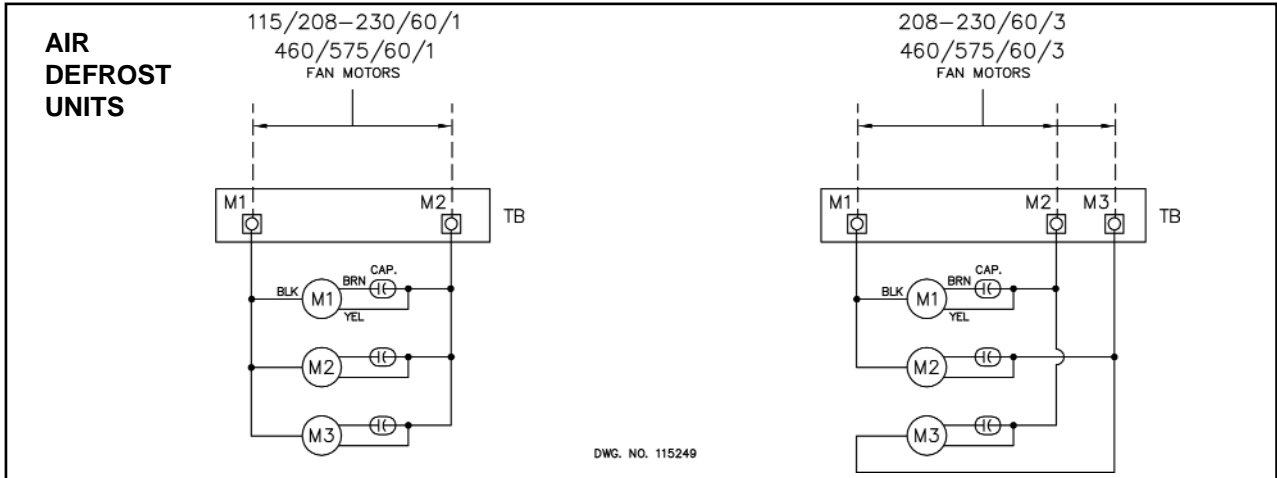 AIR
DEFROST
UNITS
115/208–230/60/1
460/575/60/1
FAN MOTORS
M1
M2
TB
BLK
M1
BRN
CAP.
YEL
M2
M3
208–230/60/3
460/575/60/3
FAN MOTORS
M1
M2
M3
TB
BLK
M1
BRN
CAP.
YEL
M2
M3
DWG. NO. 115249